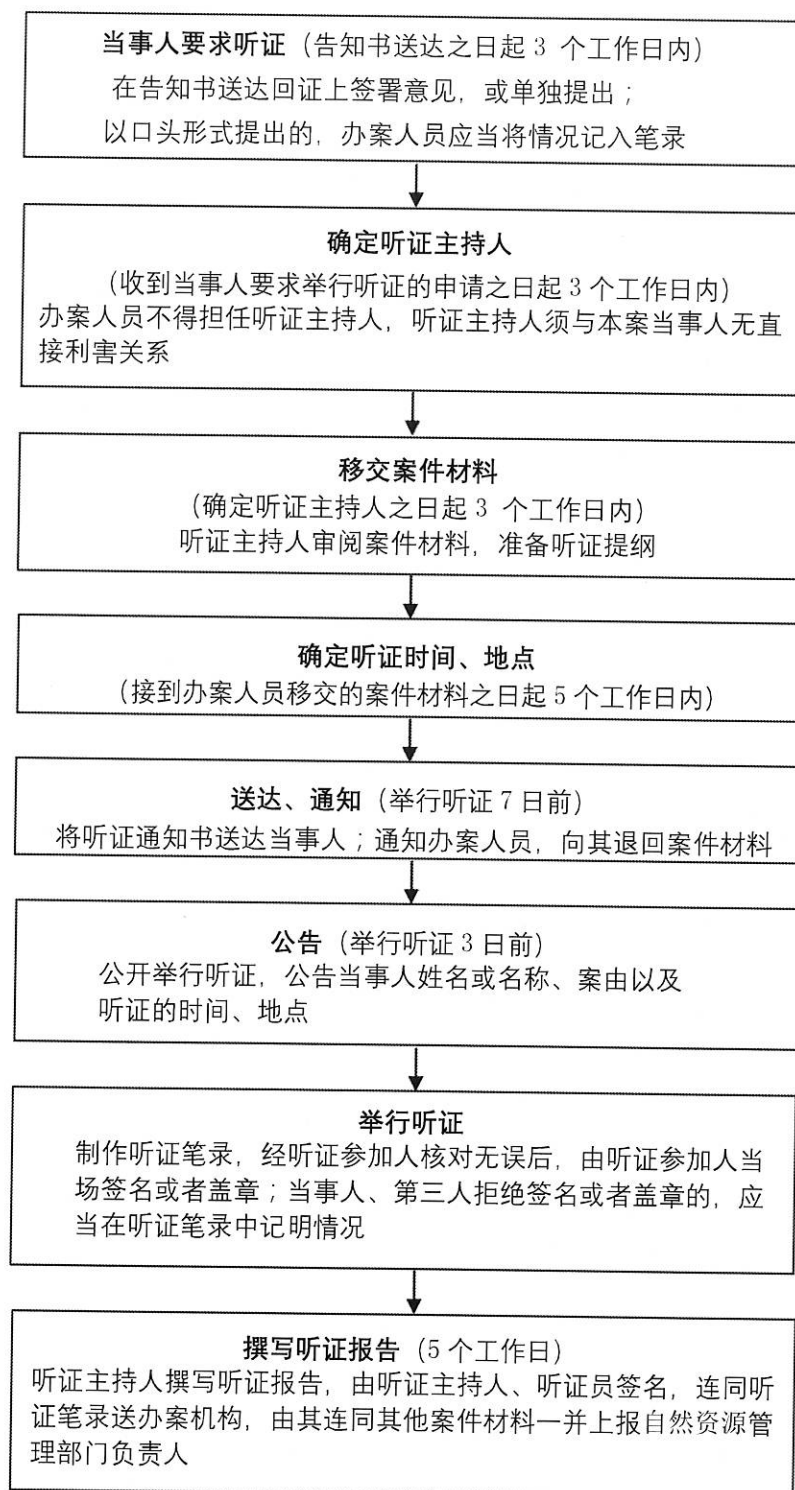 当事人要求听证（告知书送达之日起 3 个工作日内）
在告知书送达回证上签署意见，或单独提出；
以口头形式提出的，办案人员应当将情况记入笔录
确定听证主持人
（收到当事人要求举行听证的申请之日起 3 个工作日内）
办案人员不得担任听证主持人，听证主持人须与本案当事人无直
接利害关系
移交案件材料
（确定听证主持人之日起 3 个工作日内）
听证主持人审阅案件材料，准备听证提纲
确定听证时间、地点
（接到办案人员移交的案件材料之日起 5 个工作日内）
送达、通知（举行听证 7 日前）
将听证通知书送达当事人；通知办案人员，向其退回案件材料
公告（举行听证 3 日前）
公开举行听证，公告当事人姓名或名称、案由以及
听证的时间、地点
举行听证
制作听证笔录，经听证参加人核对无误后，由听证参加人当
场签名或者盖章；当事人、第三人拒绝签名或者盖章的，应
当在听证笔录中记明情况
撰写听证报告（5 个工作日）
听证主持人撰写听证报告，由听证主持人、听证员签名，连同听
证笔录送办案机构，由其连同其他案件材料一并上报自然资源管
理部门负责人